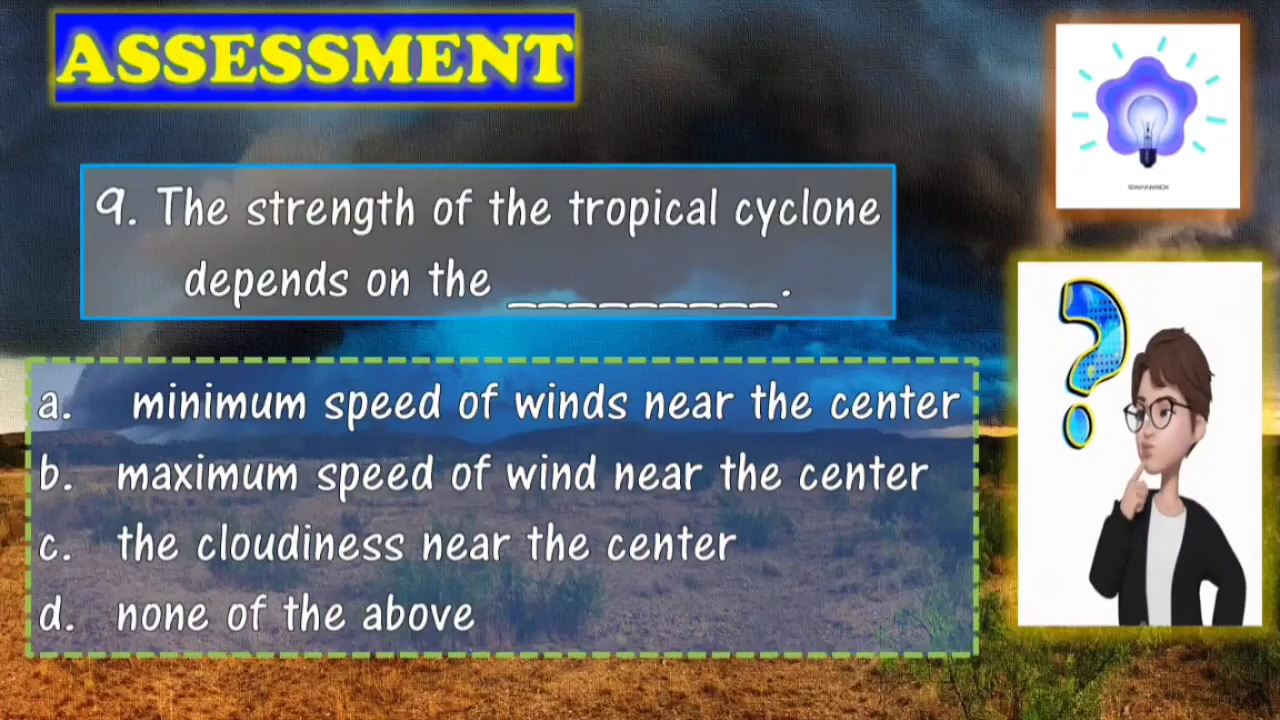 ASSESSMENT
9. The strength of the tropical cyclone
depends on the _________.
a. minimum speed of winds near the center
b. maximum speed of wind near the center
c. the cloudiness near the center
d. none of the above